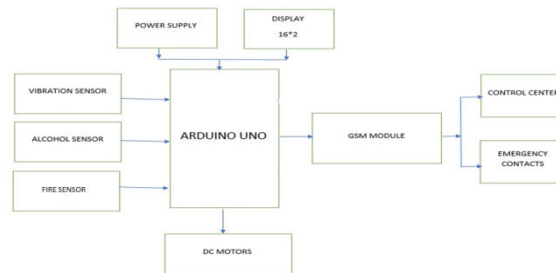 POWER SUPPLY
DISPLAY
16*2
VIBRATION SENSOR
ALCOHOL SENSOR
FIRE SENSOR
ARDUINO UNO
GSM MODULE
CONTROL CENTER
EMERGENCY
CONTACTS
DC MOTORS